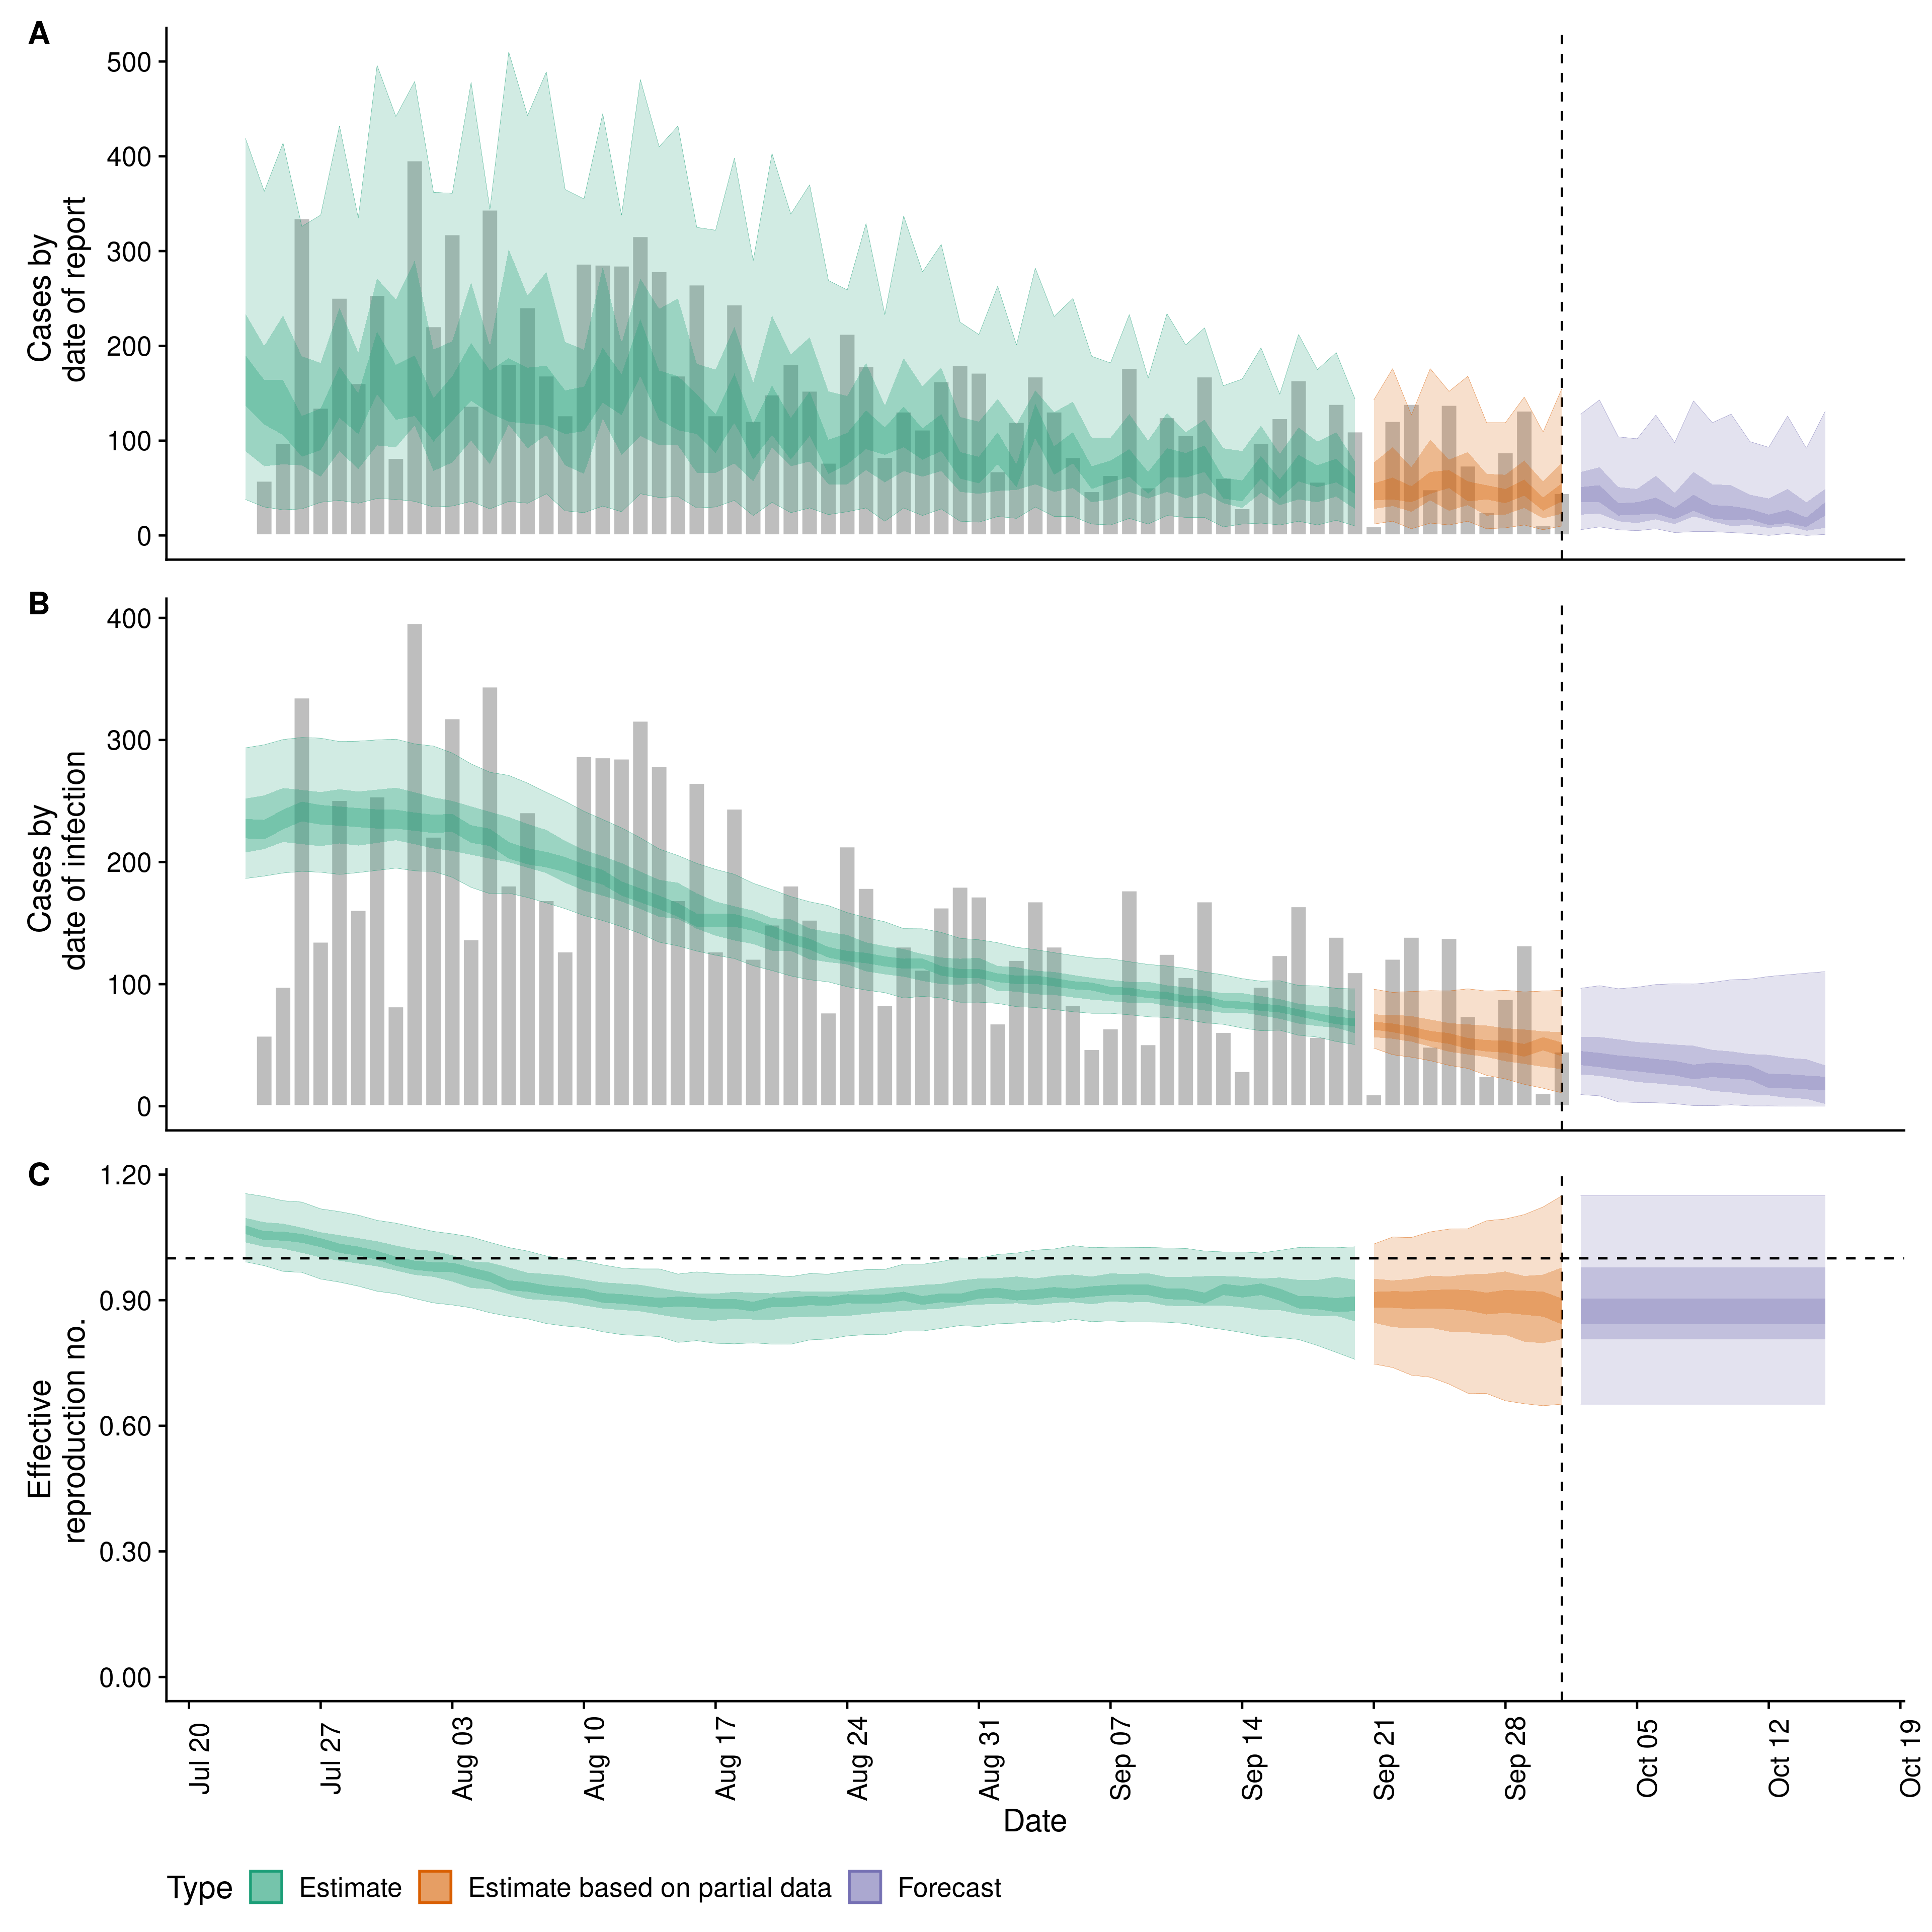 A
500
400
300
200
100
0
Cases by
date of report
B
400
300
200
100
0
Cases by
date of infection
C
1.20
0.90
0.60
0.30
0.00
Effective
reproduction no.
Jul 20
Jul 27
Aug 03
Aug 10
Aug 17
Aug 24
Aug 31
Sep 07
Sep 14
Sep 21
Sep 28
Oct 05
Oct 12
Oct 19
Date
Type Estimate Estimate based on partial data Forecast